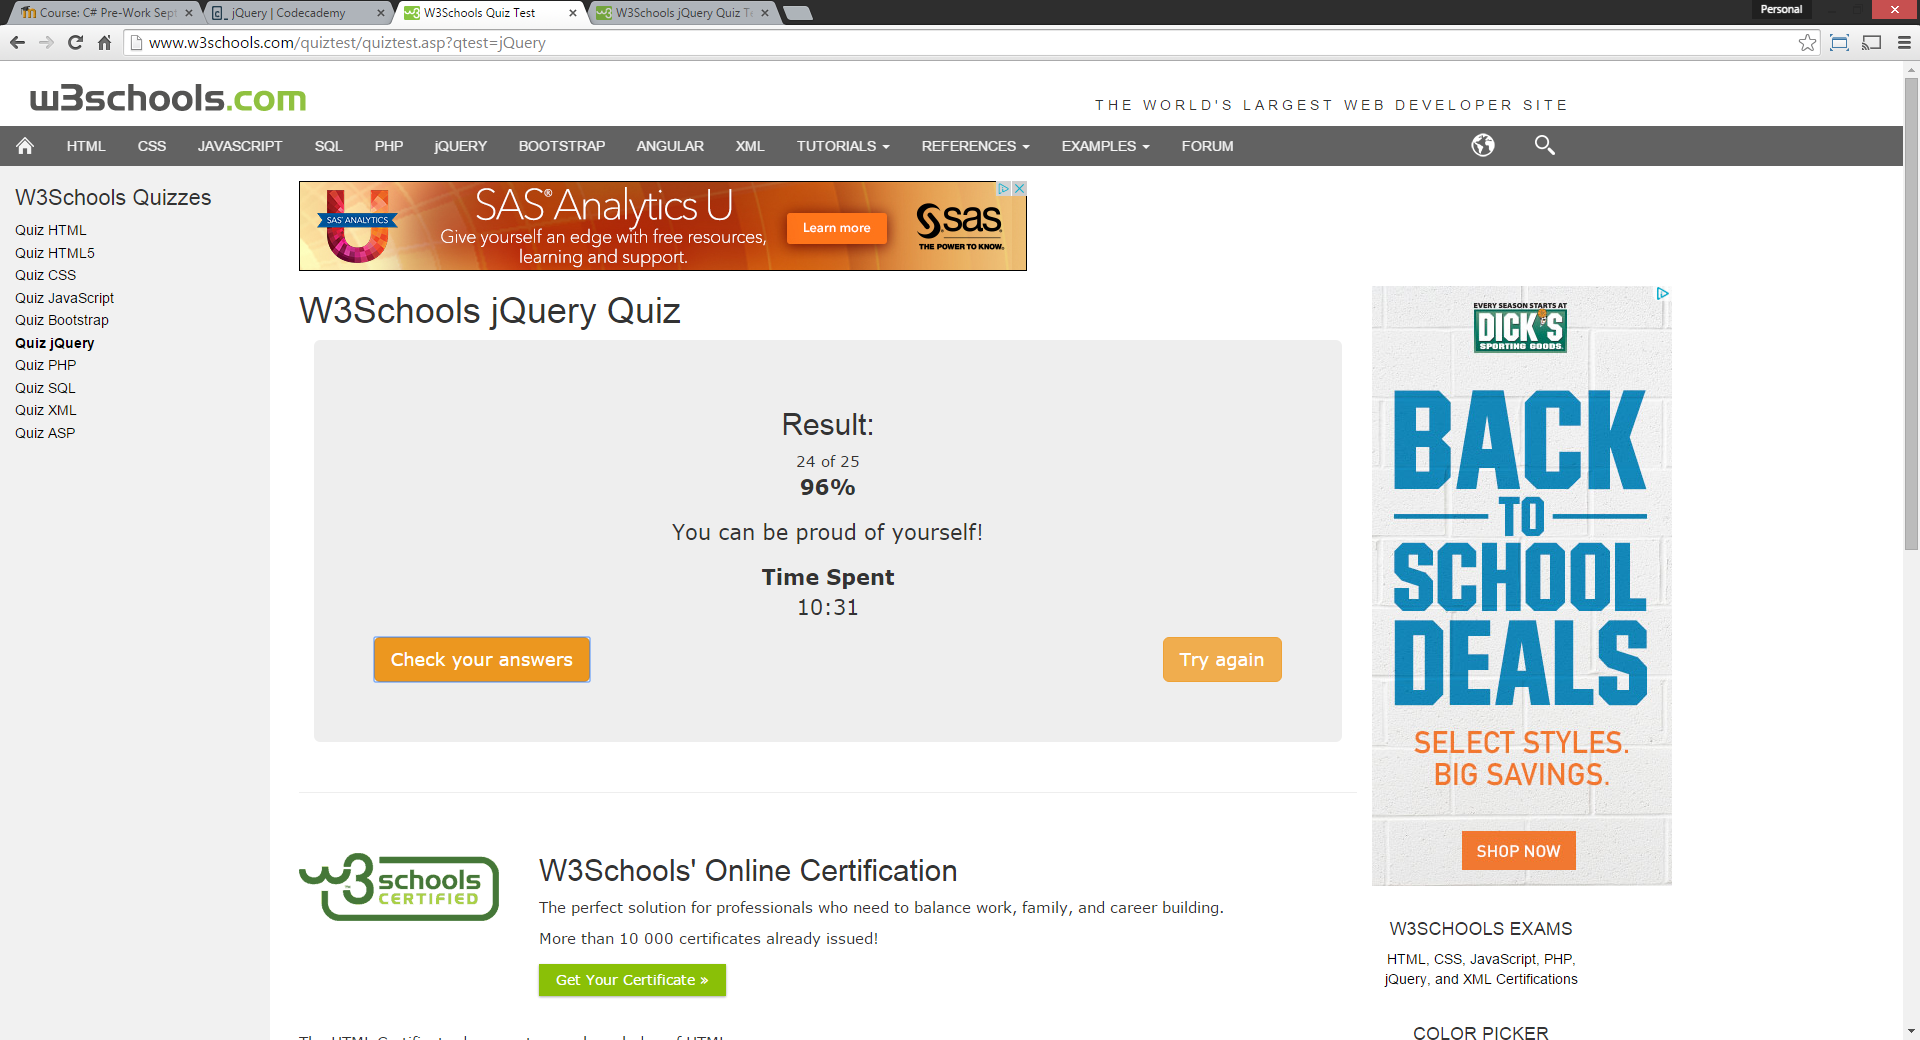 Course: C# Pre-Work Sept
jQuery | Codecademy
W3Schools Quiz Test
W3Schools jQuery Quiz Te
Personal
www.w3schools.com/quiztest/quiztest.asp?qtest=jQuery
w3schools.com
THE WORLD'S LARGEST WEB DEVELOPER SITE
HTML CSS JAVASCRIPT SQL PHP jQUERY BOOTSTRAP ANGULAR XML TUTORIALS REFERENCES EXAMPLES FORUM
W3Schools Quizzes
Quiz HTML
Quiz HTML5
Quiz CSS
Quiz JavaScript
Quiz Bootstrap
Quiz jQuery
Quiz PHP
Quiz SQL
Quiz XML
Quiz ASP
U
SAS® ANALYTICS
SAS® Analytics U
Give yourself an edge with free resources,
learning and support.
Learn more
sas
THE POWER TO KNOW.
W3Schools jQuery Quiz
Result:
24 of 25
96%
You can be proud of yourself!
Time Spent
10:31
Check your answers
Try again
EVERY SEASON STARTS AT
DICK'S
SPORTING GOODS.
BACK
TO
SCHOOL
DEALS
SELECT STYLES.
BIG SAVINGS.
SHOP NOW
w3schools
CERTIFIED
W3Schools' Online Certification
The perfect solution for professionals who need to balance work, family, and career building.
More than 10 000 certificates already issued!
Get Your Certificate »
W3SCHOOLS EXAMS
HTML, CSS, JavaScript, PHP,
jQuery, and XML Certifications
COLOR PICKER